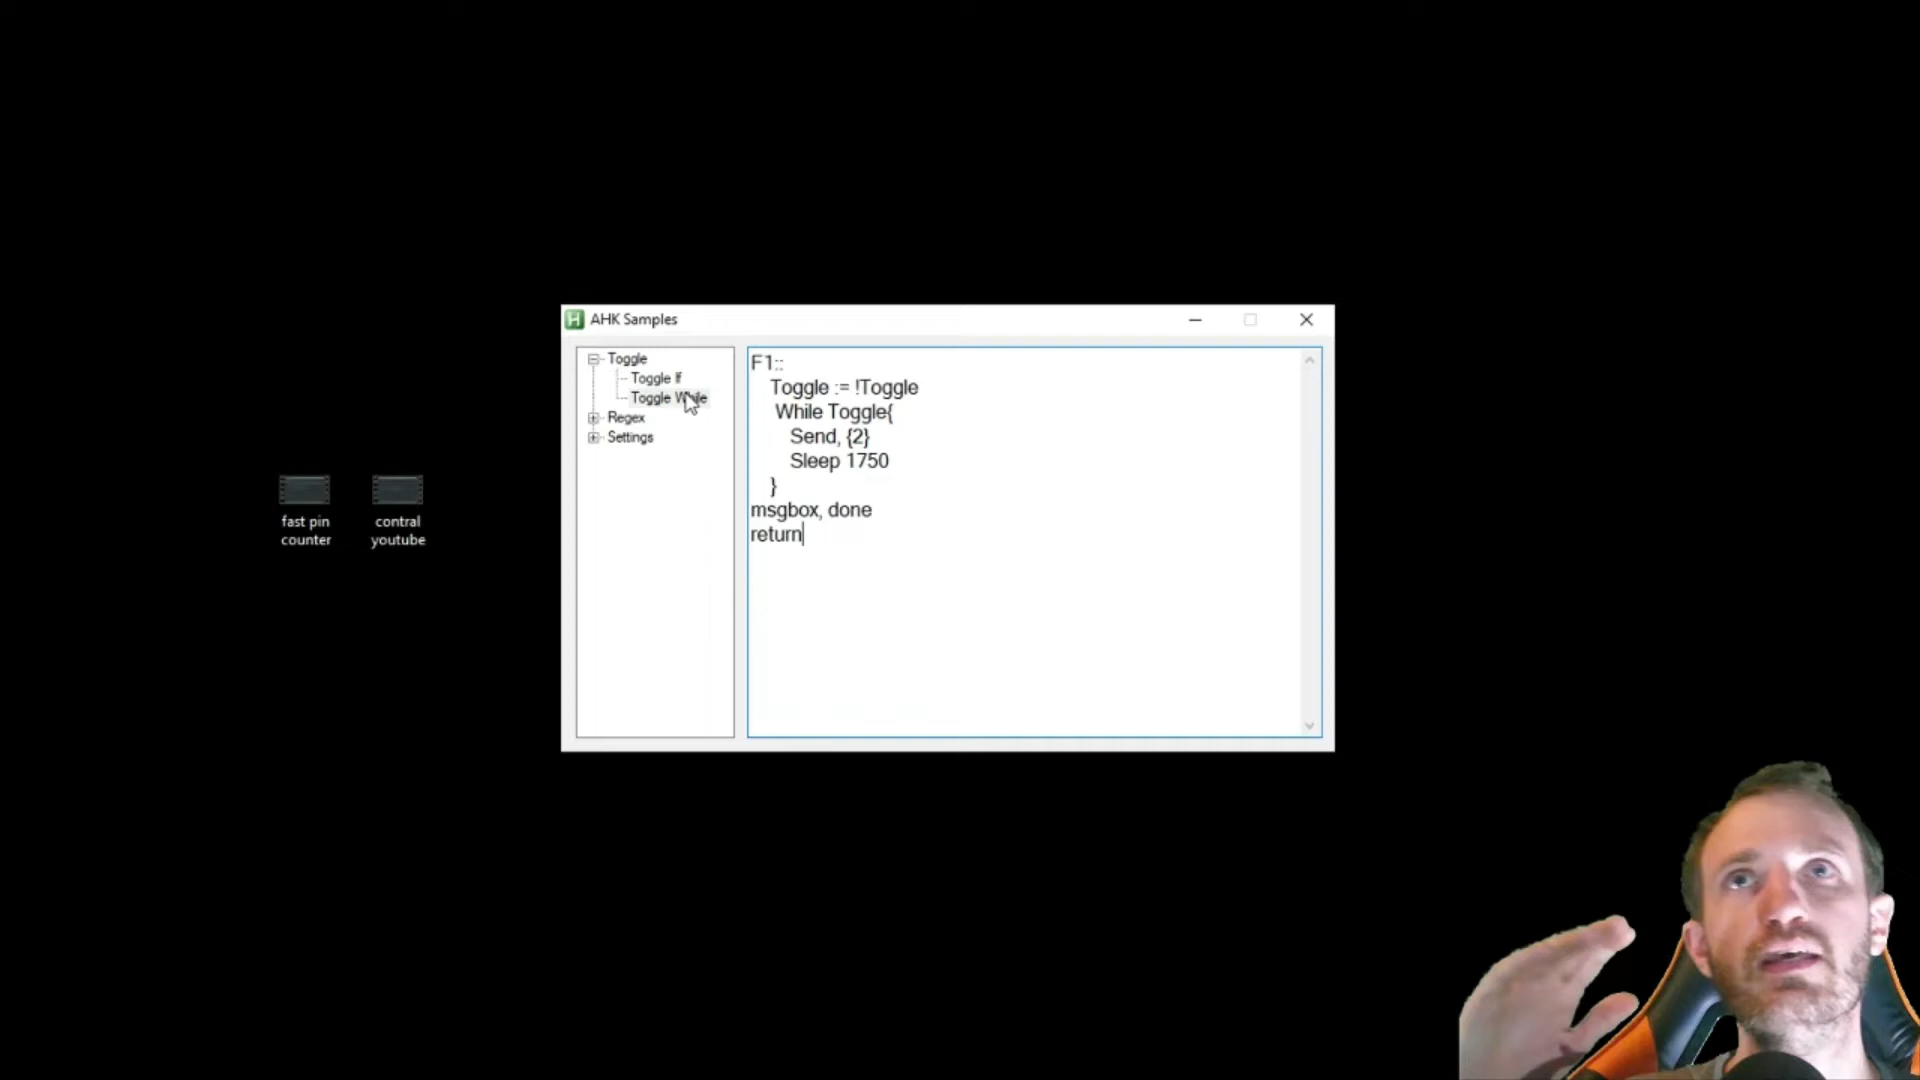 AHK Samples
Toggle
Toggle If
Toggle While
Regex
Settings
F1::
Toggle := !Toggle
While Toggle{
Send, {2}
Sleep 1750
}
msgbox, done
return
fast pin
counter
contral
youtube